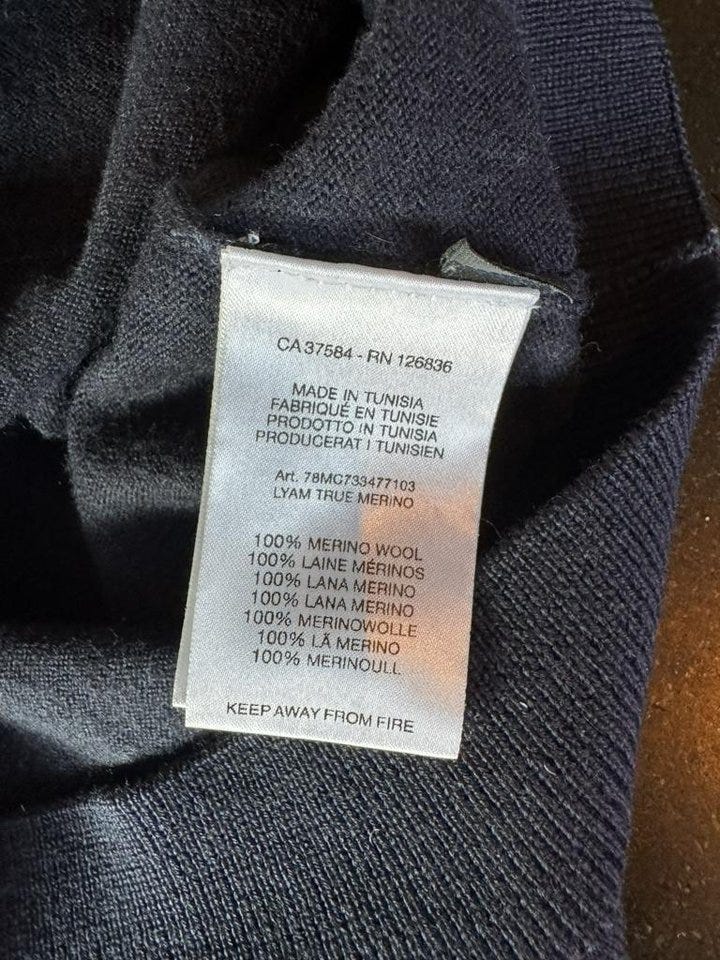 CA 37584 - RN 126836
MADE IN TUNISIA
FABRIQUÉ EN TUNISIE
PRODOTTO IN TUNISIA
PRODUCERAT I TUNISIEN
Art. 78MC733477103
LYAM TRUE MERINO
100% MERINO WOOL
100% LAINE MÉRINOS
100% LANA MERINO
100% LANA MERINO
100% MERINOWOLLE
100% LÃ MERINO
100% MERINOULL
KEEP AWAY FROM FIRE